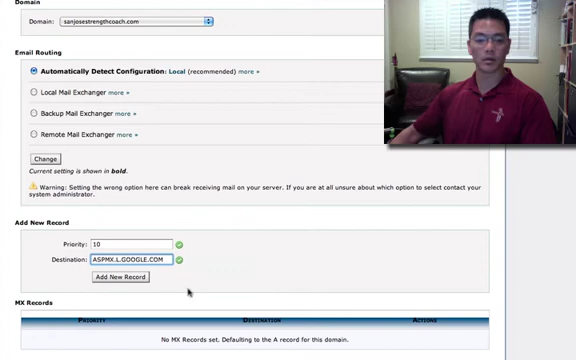 Domain
Domain: sanjosestrengthcoach.com
Email Routing
Automatically Detect Configuration: Local (recommended) more »
Local Mail Exchanger more »
Backup Mail Exchanger more »
Remote Mail Exchanger more »
Change
Current setting is shown in bold.
Warning: Setting the wrong option here can break receiving mail on your server. If you are at all unsure about which option to select contact your
system administrator.
Add New Record
Priority: 10
Destination: ASPMX.L.GOOGLE.COM
Add New Record
MX Records
Priority Destination Actions
No MX Records set. Defaulting to the A record for this domain.